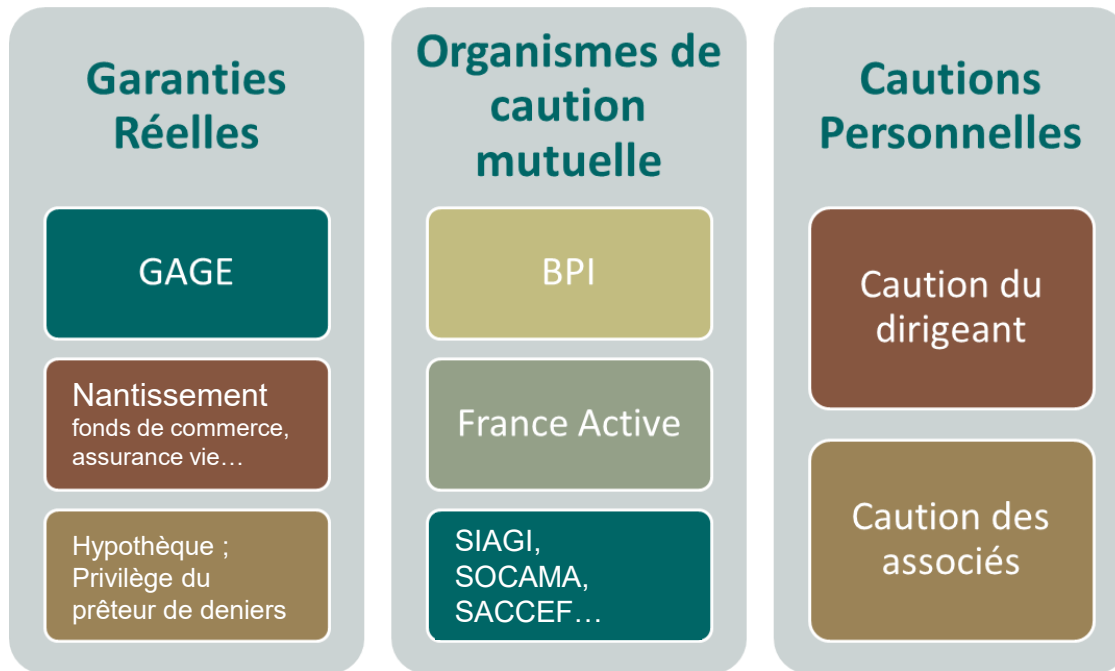 Garanties
Réelles
GAGE
Nantissement
fonds de commerce,
assurance vie…
Hypothèque ;
Privilège du
prêteur de deniers
Organismes de
caution
mutuelle
BPI
France Active
SIAGI,
SOCAMA,
SACCEF…
Cautions
Personnelles
Caution du
dirigeant
Caution des
associés